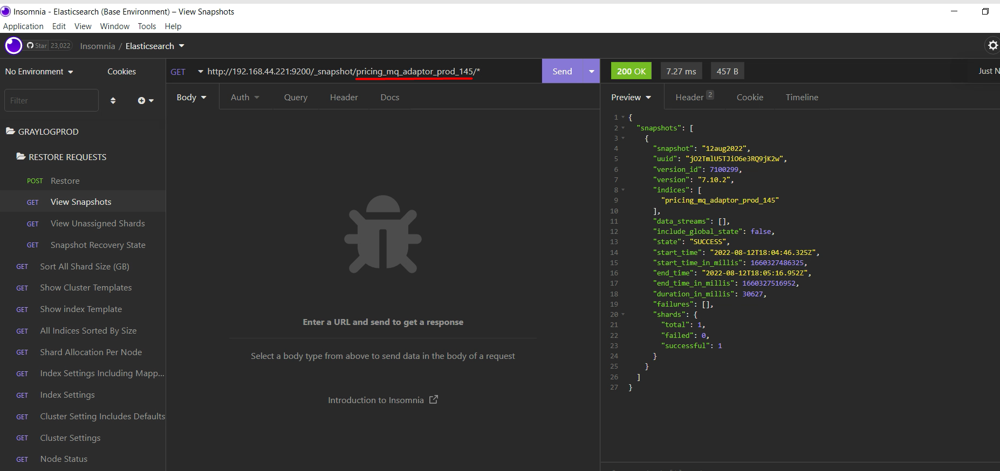 Insomnia - Elasticsearch (Base Environment) – View Snapshots
Application Edit View Window Tools Help
Star 23,022 Insomnia / Elasticsearch
No Environment Cookies
GET http://192.168.44.221:9200/_snapshot/pricing_mq_adaptor_prod_145/* Send
200 OK 7.27 ms 457 B Just N
Filter
Body Auth Query Header Docs
Preview Header 2 Cookie Timeline
GRAYLOGPROD
RESTORE REQUESTS
POST Restore
GET View Snapshots
GET View Unassigned Shards
GET Snapshot Recovery State
GET Sort All Shard Size (GB)
GET Show Cluster Templates
GET Show index Template
GET All Indices Sorted By Size
GET Shard Allocation Per Node
GET Index Settings Including Mapp...
GET Index Settings
GET Cluster Setting Includes Defaults
GET Cluster Settings
GET Node Status
Enter a URL and send to get a response
Select a body type from above to send data in the body of a request
Introduction to Insomnia
1 {
2 "snapshots": [
3 {
4 "snapshot": "12aug2022",
5 "uuid": "jO2TmlU5TJiO6e3RQ9jK2w",
6 "version_id": 7100299,
7 "version": "7.10.2",
8 "indices": [
9 "pricing_mq_adaptor_prod_145"
10 ],
11 "data_streams": [],
12 "include_global_state": false,
13 "state": "SUCCESS",
14 "start_time": "2022-08-12T18:04:46.325Z",
15 "start_time_in_millis": 1660327486325,
16 "end_time": "2022-08-12T18:05:16.952Z",
17 "end_time_in_millis": 1660327516952,
18 "duration_in_millis": 30627,
19 "failures": [],
20 "shards": {
21 "total": 1,
22 "failed": 0,
23 "successful": 1
24 }
25 }
26 ]
27 }